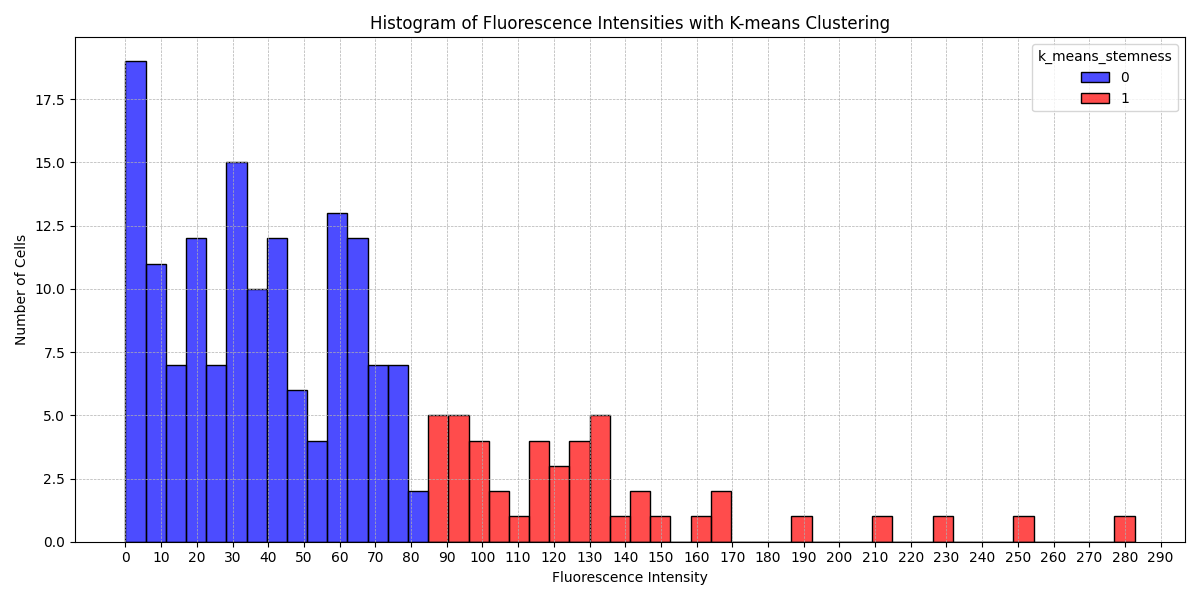 Histogram of Fluorescence Intensities with K-means Clustering
k_means_stemness
0
1
Number of Cells
17.5
15.0
12.5
10.0
7.5
5.0
2.5
0.0
0 10 20 30 40 50 60 70 80 90 100 110 120 130 140 150 160 170 180 190 200 210 220 230 240 250 260 270 280 290
Fluorescence Intensity